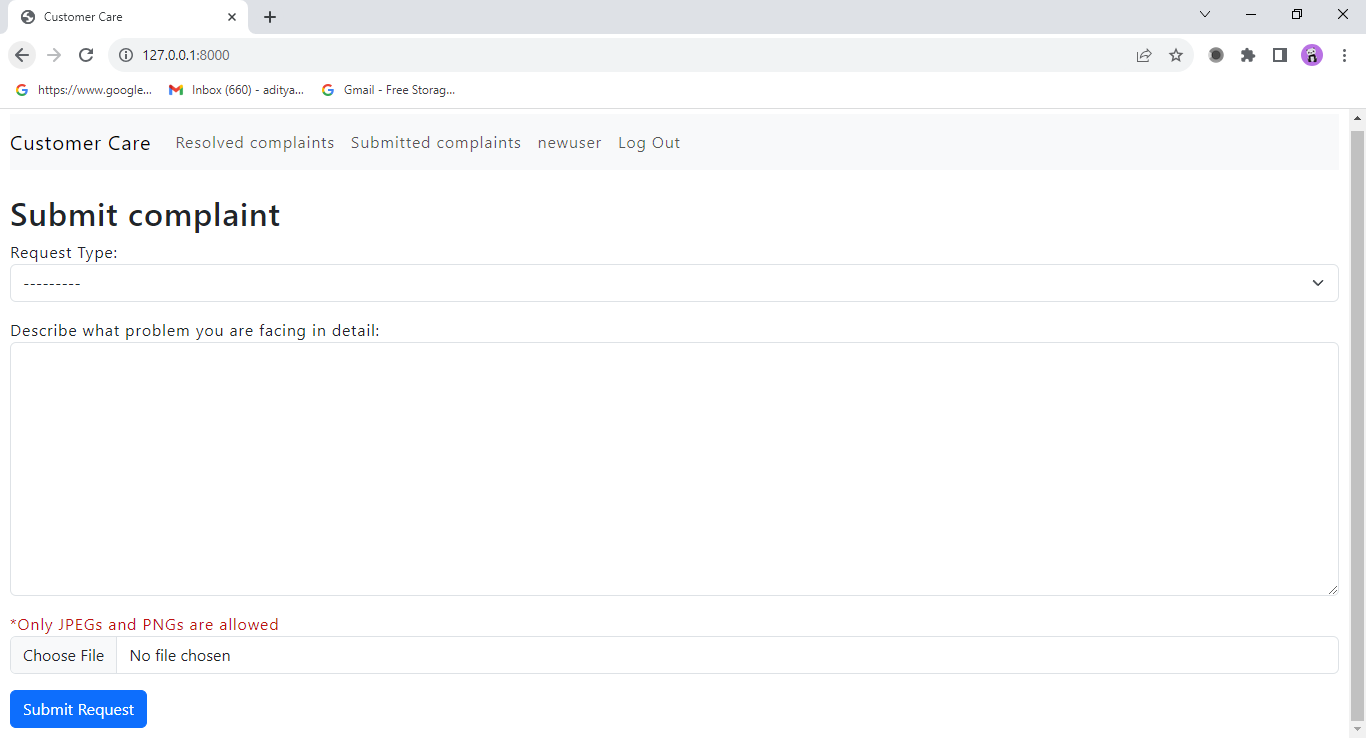 Customer Care
127.0.0.1:8000
https://www.google... Inbox (660) - aditya... Gmail - Free Storag...
Customer Care Resolved complaints Submitted complaints newuser Log Out
Submit complaint
Request Type:
---------
Describe what problem you are facing in detail:
*Only JPEGs and PNGs are allowed
Choose File No file chosen
Submit Request